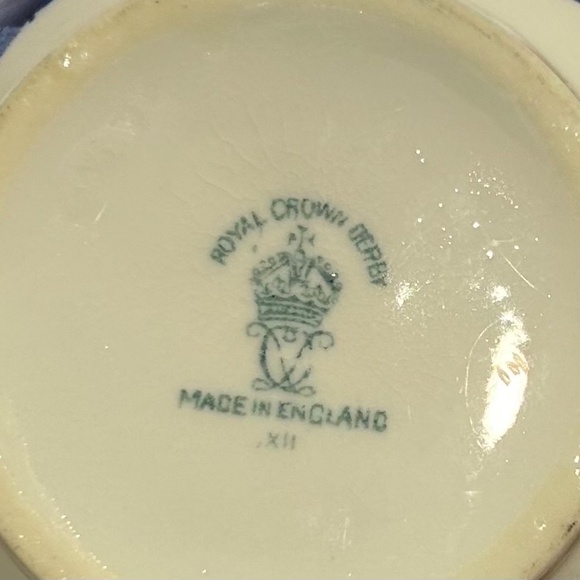 ROYAL CROWN DERBY
MADE IN ENGLAND
XII